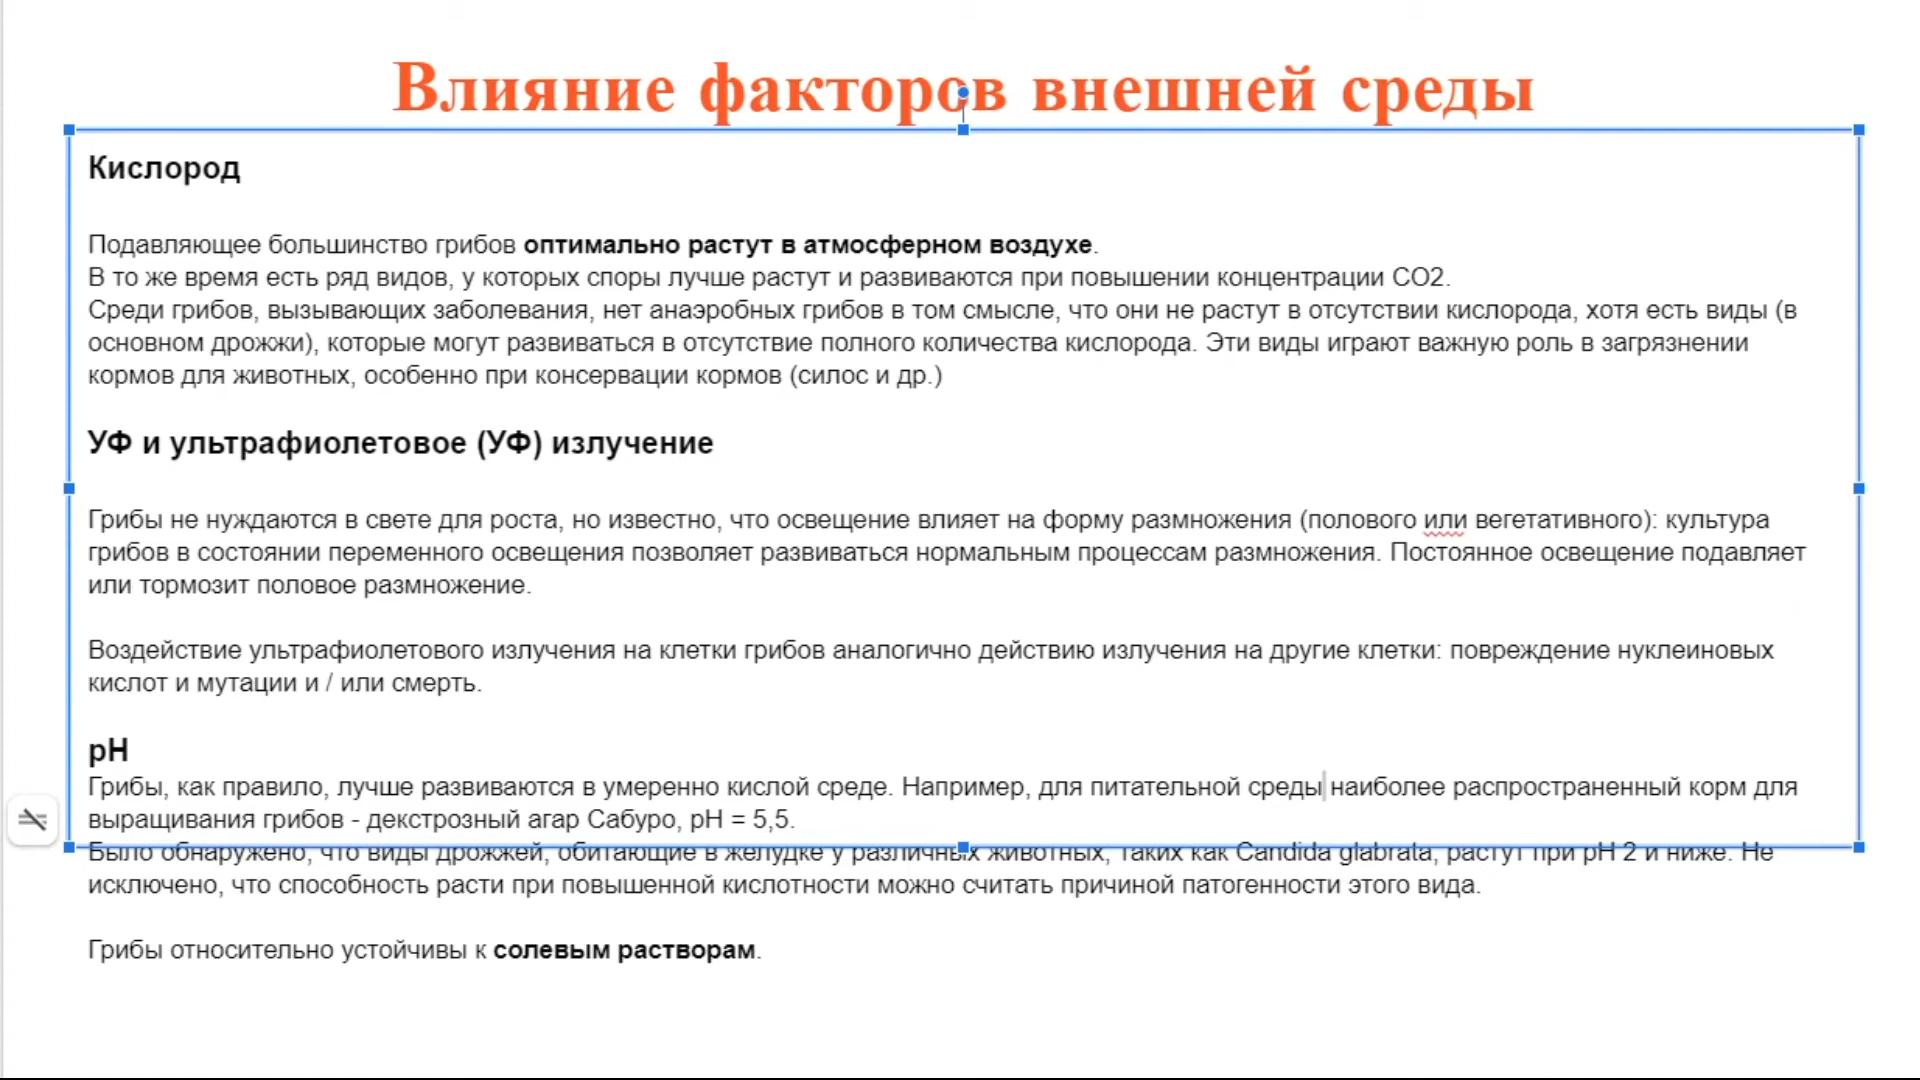 Влияние факторов внешней среды
Кислород
Подавляющее большинство грибов оптимально растут в атмосферном воздухе.
В то же время есть ряд видов, у которых споры лучше растут и развиваются при повышении концентрации СО2.
Среди грибов, вызывающих заболевания, нет анаэробных грибов в том смысле, что они не растут в отсутствии кислорода, хотя есть виды (в
основном дрожжи), которые могут развиваться в отсутствие полного количества кислорода. Эти виды играют важную роль в загрязнении
кормов для животных, особенно при консервации кормов (силос и др.)
УФ и ультрафиолетовое (УФ) излучение
Грибы не нуждаются в свете для роста, но известно, что освещение влияет на форму размножения (полового или вегетативного): культура
грибов в состоянии переменного освещения позволяет развиваться нормальным процессам размножения. Постоянное освещение подавляет
или тормозит половое размножение.
Воздействие ультрафиолетового излучения на клетки грибов аналогично действию излучения на другие клетки: повреждение нуклеиновых
кислот и мутации и / или смерть.
рН
Грибы, как правило, лучше развиваются в умеренно кислой среде. Например, для питательной среды наиболее распространенный корм для
выращивания грибов - декстрозный агар Сабуро, рН = 5,5.
Было обнаружено, что виды дрожжей, обитающие в желудке у различных животных, таких как Candida glabrata, растут при рН 2 и ниже. Не
исключено, что способность расти при повышенной кислотности можно считать причиной патогенности этого вида.
Грибы относительно устойчивы к солевым растворам.